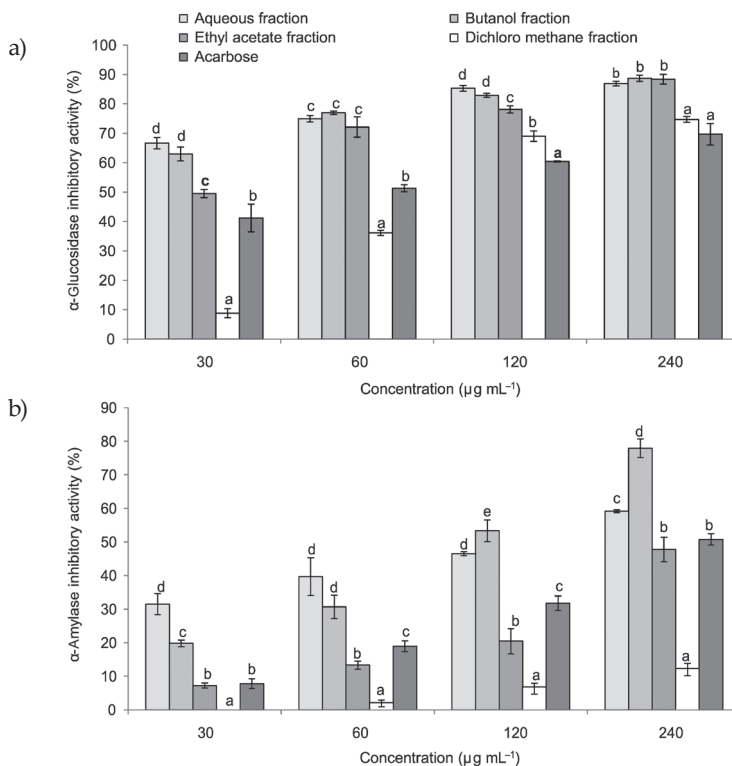 Aqueous fraction
Butanol fraction
Ethyl acetate fraction
Dichloro methane fraction
Acarbose
a)
α-Glucosidase inhibitory activity (%)
100
90
80
70
60
50
40
30
20
10
0
d d c a b
c c c a b
d d c b a
b b b a a
30 60 120 240
Concentration (µg mL⁻¹)
b)
α-Amylase inhibitory activity (%)
90
80
70
60
50
40
30
20
10
0
d c b a b
d d b a c
d e b a c
c d b a b
30 60 120 240
Concentration (µg mL⁻¹)